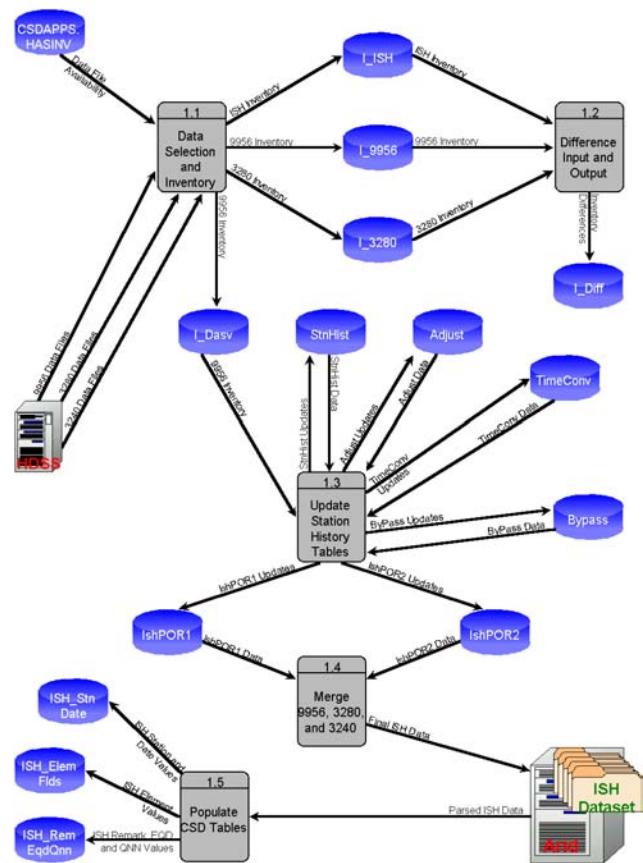 CSDAPPS.
HASINV
Data File
Availability
1.1
Data
Selection
and
Inventory
ISH Inventory
I_ISH
ISH Inventory
9956 Inventory
I_9956
9956 Inventory
3280 Inventory
I_3280
3280 Inventory
1.2
Difference
Input and
Output
Inventory
Differences
I_Diff
9956 Inventory
I_Dasv
9956 Inventory
9956 Data Files
3280 Data Files
3240 Data Files
HDSS
StnHist
StnHist Updates
StnHist Data
Adjust
Adjust Updates
Adjust Data
TimeConv
TimeConv
Updates
TimeConv Data
1.3
Update
Station
History
Tables
ByPass Updates
ByPass Data
Bypass
IshPOR1 Updates
IshPOR2 Updates
IshPOR1
IshPOR2
IshPOR1 Data
IshPOR2 Data
1.4
Merge
9956, 3280,
and 3240
Final ISH Data
ISH
Dataset
Arid
Parsed ISH Data
1.5
Populate
CSD Tables
ISH Station and
Date Values
ISH_Stn
Date
ISH Element
Values
ISH_Elem
Flds
ISH Remark, EQD
and QNN Values
ISH_Rem
EqdQnn